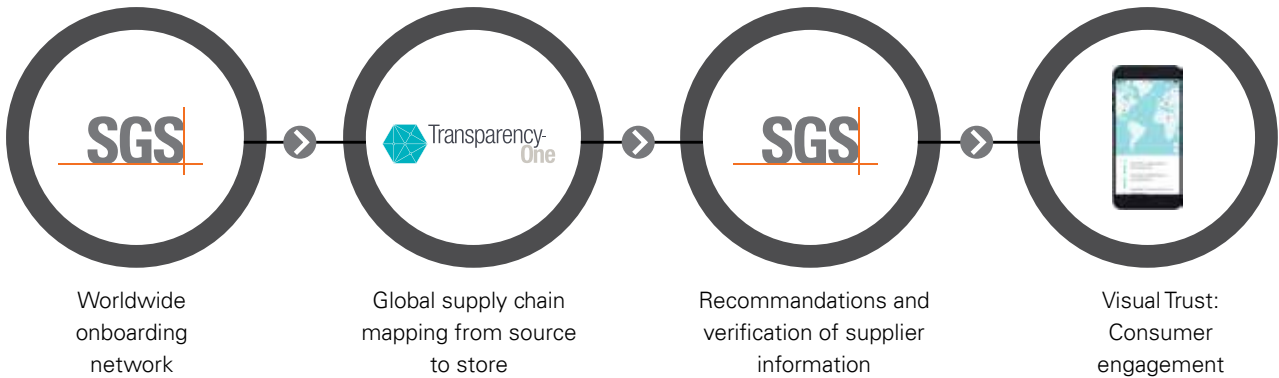 SGS
Transparency-
One
SGS
Worldwide
onboarding
network
Global supply chain
mapping from source
to store
Recommandations and
verification of supplier
information
Visual Trust:
Consumer
engagement